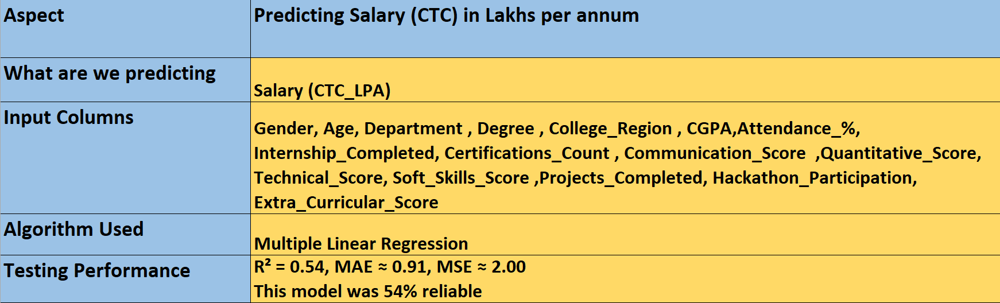 Aspect
Predicting Salary (CTC) in Lakhs per annum
What are we predicting
Salary (CTC_LPA)
Input Columns
Gender, Age, Department , Degree , College_Region , CGPA,Attendance_%,
Internship_Completed, Certifications_Count , Communication_Score  ,Quantitative_Score,
Technical_Score, Soft_Skills_Score ,Projects_Completed, Hackathon_Participation,
Extra_Curricular_Score
Algorithm Used
Multiple Linear Regression
Testing Performance
R² = 0.54, MAE ≈ 0.91, MSE ≈ 2.00
This model was 54% reliable